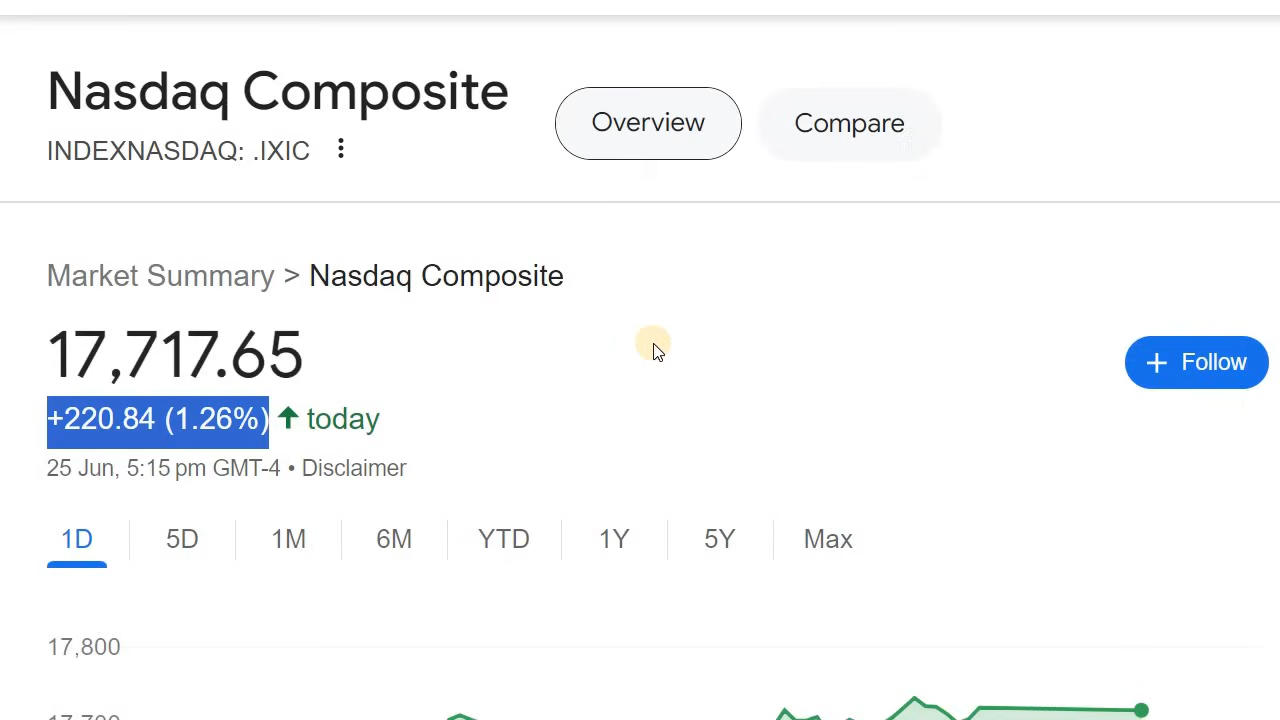 Nasdaq Composite
Overview
Compare
INDEXNASDAQ: .IXIC
Market Summary > Nasdaq Composite
17,717.65
+ Follow
+220.84 (1.26%) ↑ today
25 Jun, 5:15 pm GMT-4 • Disclaimer
1D 5D 1M 6M YTD 1Y 5Y Max
17,800